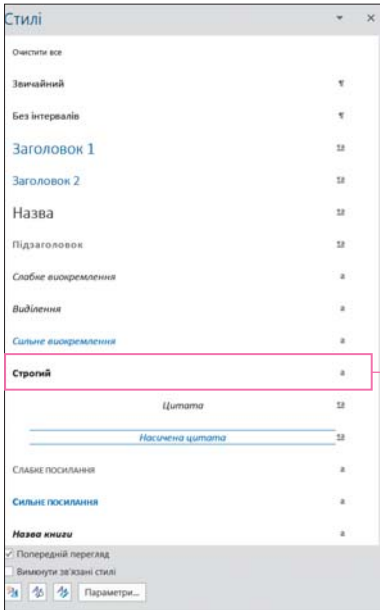 Стилі
Очистити все
Звичайний ¶
Без інтервалів ¶
Заголовок 1 ¶a
Заголовок 2 ¶a
Назва ¶a
Підзаголовок ¶a
Слабке виокремлення a
Виділення a
Сильне виокремлення a
Строгий a
Цитата ¶a
Насичена цитата ¶a
Слабке посилання a
Сильне посилання a
Назва книги a
Попередній перегляд
Вимкнути зв'язані стилі
Параметри...